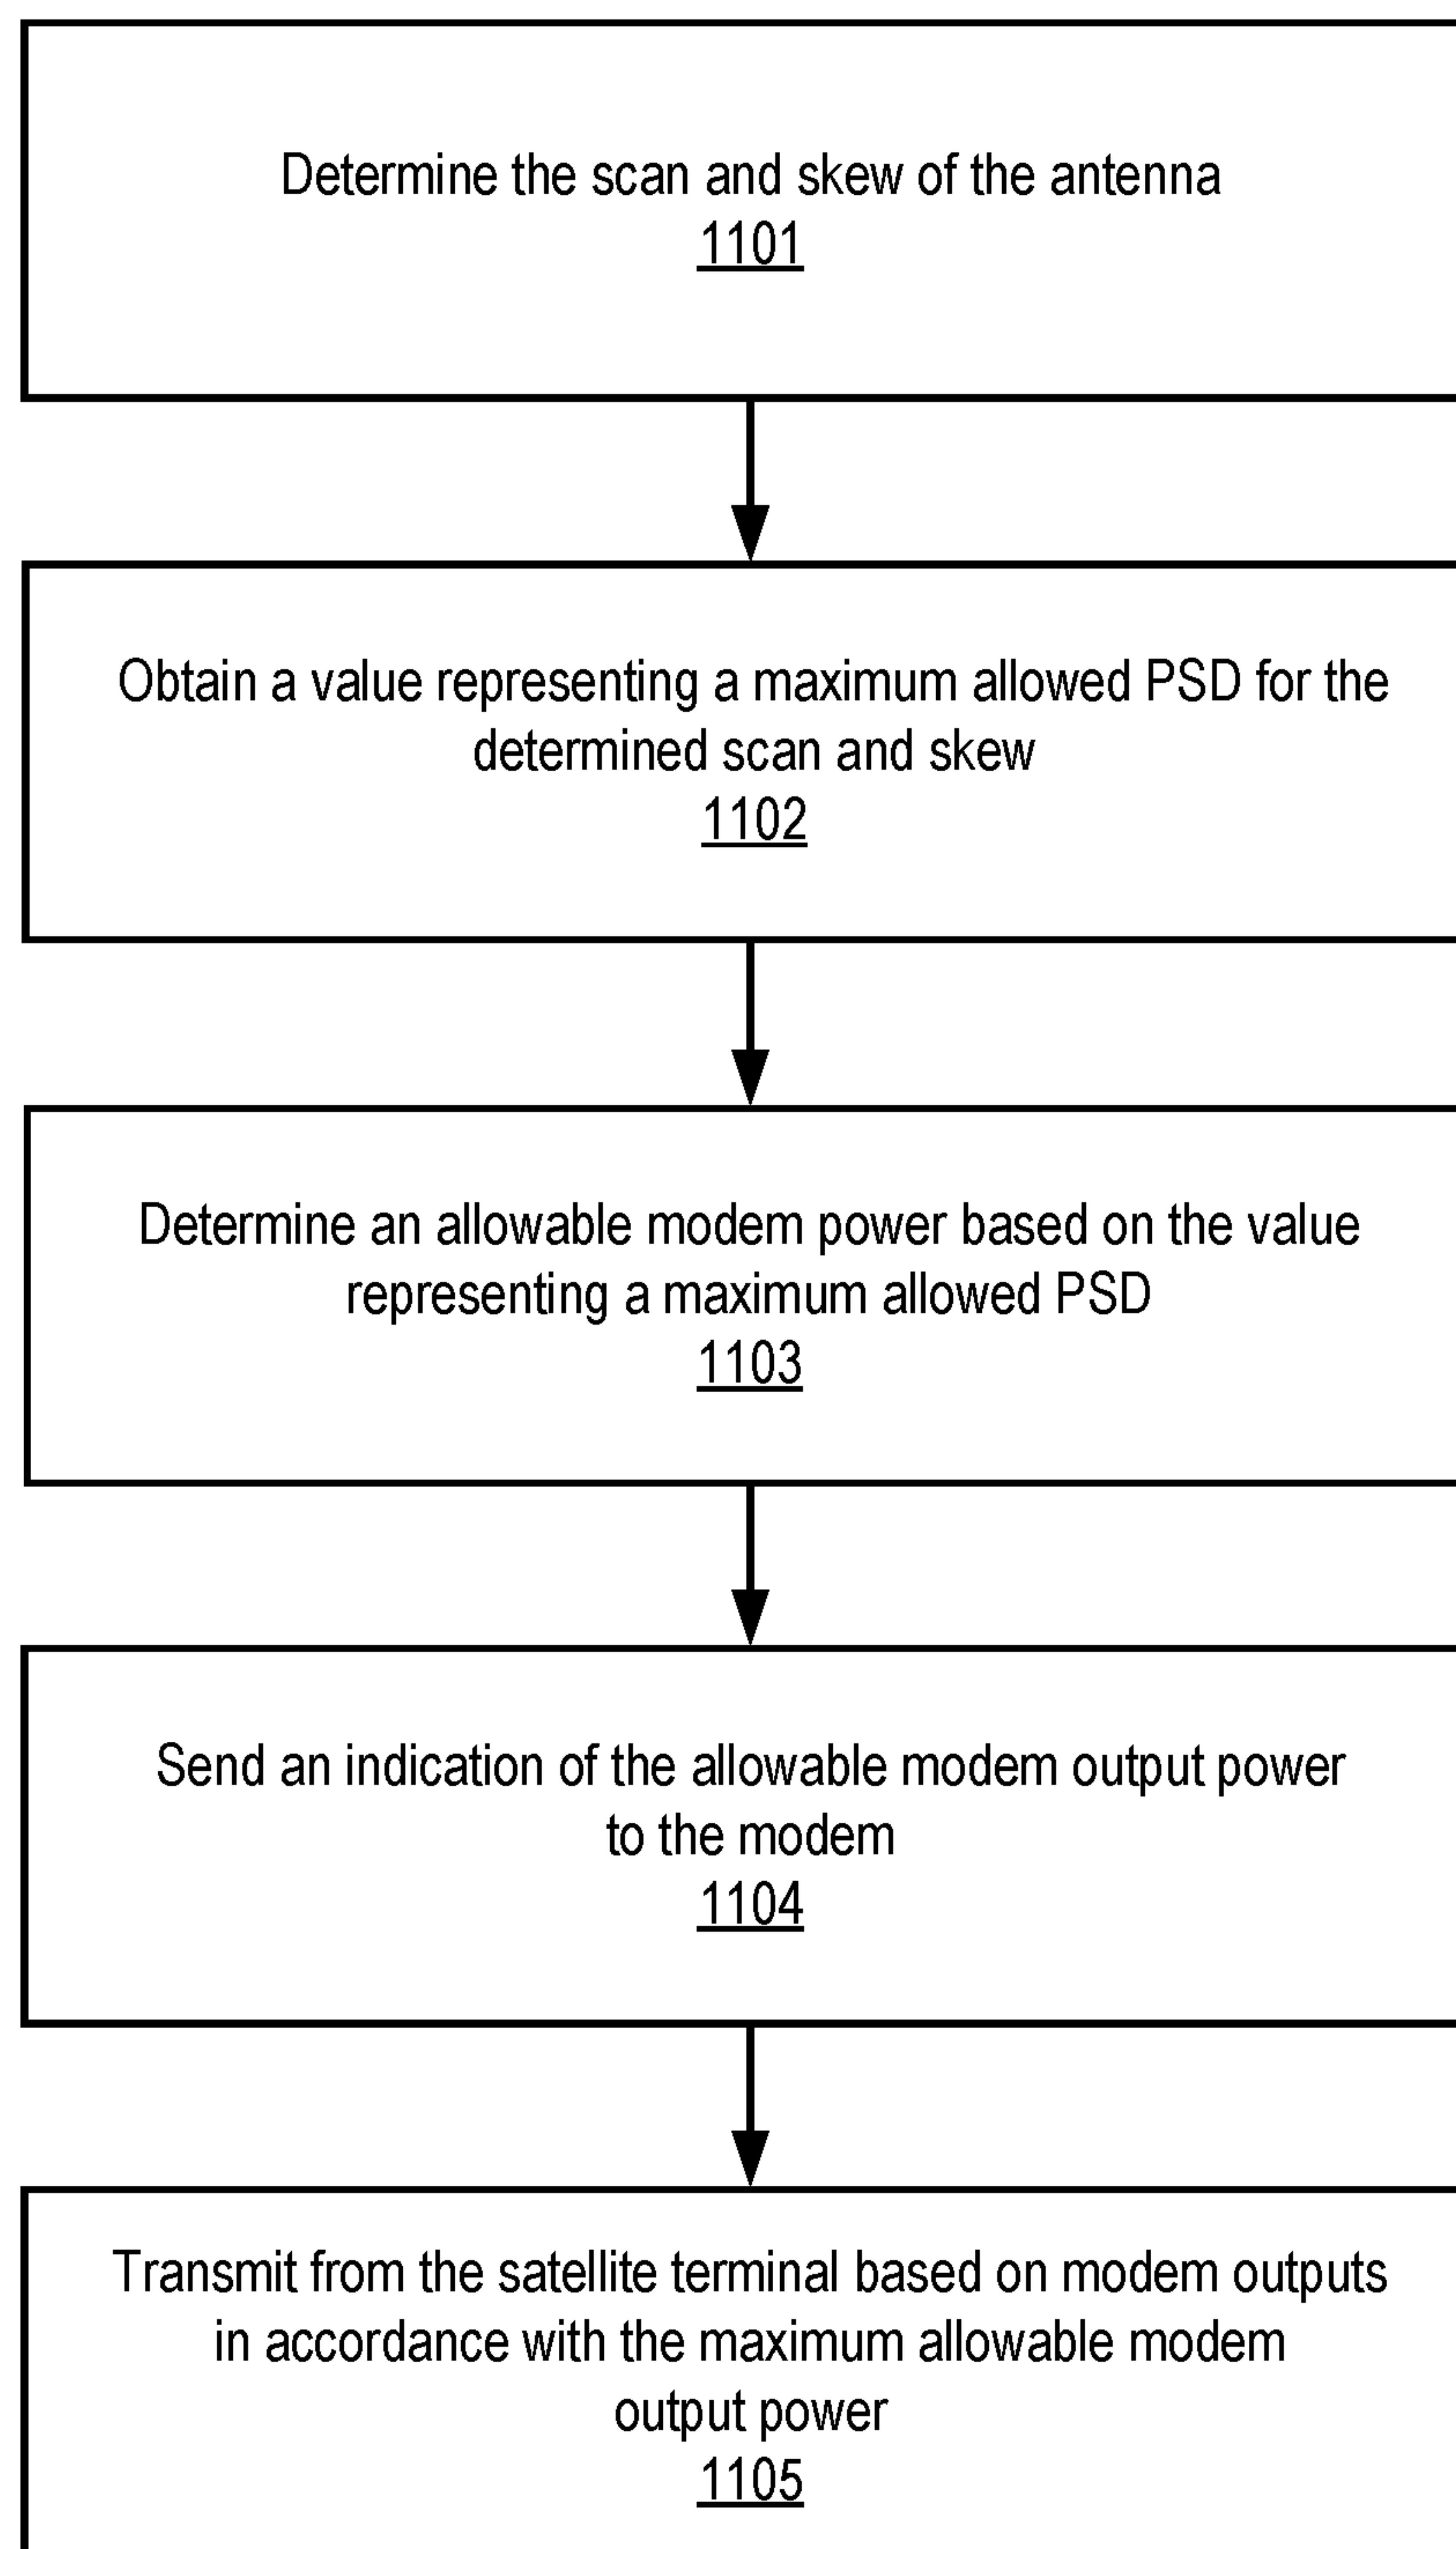 Determine the scan and skew of the antenna
1101
Obtain a value representing a maximum allowed PSD for the
determined scan and skew
1102
Determine an allowable modem power based on the value
representing a maximum allowed PSD
1103
Send an indication of the allowable modem output power
to the modem
1104
Transmit from the satellite terminal based on modem outputs
in accordance with the maximum allowable modem
output power
1105